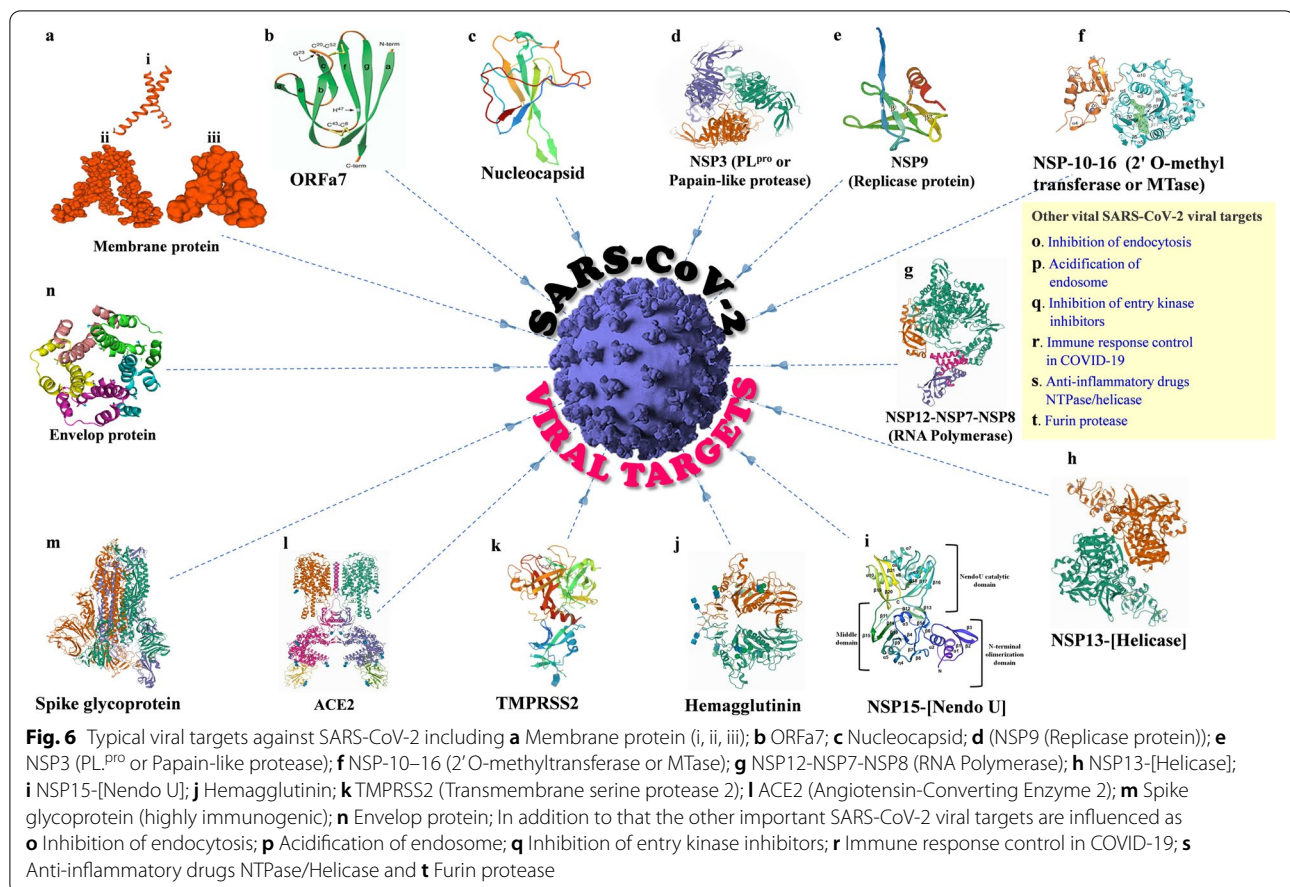 a
i
ii
iii
Membrane protein
b
G23
C20-C52
N-term
c
f
g
a
e
b
H47
C43-C8
C-term
ORFa7
c
Nucleocapsid
d
NSP3 (PLpro or
Papain-like protease)
e
NSP9
(Replicase protein)
f
NSP-10-16 (2' O-methyl
transferase or MTase)
Other vital SARS-CoV-2 viral targets
o. Inhibition of endocytosis
p. Acidification of
endosome
q. Inhibition of entry kinase
inhibitors
r. Immune response control
in COVID-19
s. Anti-inflammatory drugs
NTPase/helicase
t. Furin protease
g
NSP12-NSP7-NSP8
(RNA Polymerase)
SARS-CoV-2
VIRAL TARGETS
n
Envelop protein
h
NSP13-[Helicase]
m
Spike glycoprotein
l
ACE2
k
TMPRSS2
j
Hemagglutinin
i
NendoU catalytic
domain
Middle
domain
N-terminal
olimerization
domain
NSP15-[Nendo U]
Fig. 6 Typical viral targets against SARS-CoV-2 including a Membrane protein (i, ii, iii); b ORFa7; c Nucleocapsid; d (NSP9 (Replicase protein)); e
NSP3 (PL.pro or Papain-like protease); f NSP-10–16 (2′ O-methyltransferase or MTase); g NSP12-NSP7-NSP8 (RNA Polymerase); h NSP13-[Helicase];
i NSP15-[Nendo U]; j Hemagglutinin; k TMPRSS2 (Transmembrane serine protease 2); l ACE2 (Angiotensin-Converting Enzyme 2); m Spike
glycoprotein (highly immunogenic); n Envelop protein; In addition to that the other important SARS-CoV-2 viral targets are influenced as
o Inhibition of endocytosis; p Acidification of endosome; q Inhibition of entry kinase inhibitors; r Immune response control in COVID-19; s
Anti-inflammatory drugs NTPase/Helicase and t Furin protease